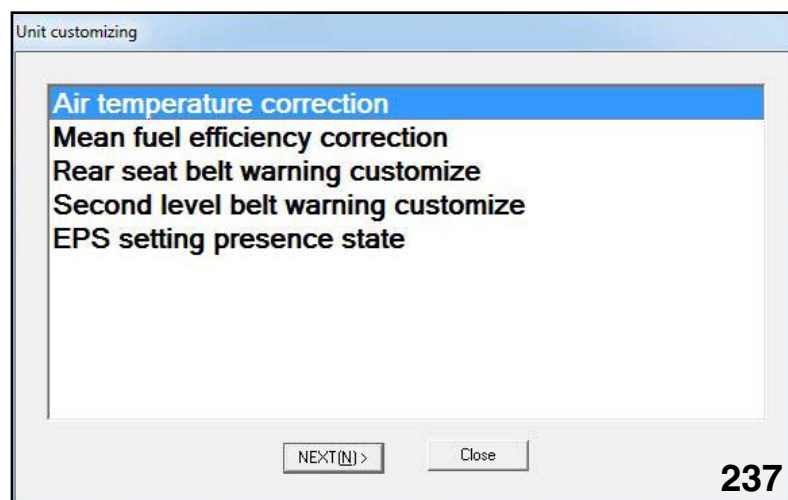 Unit customizing
Air temperature correction
Mean fuel efficiency correction
Rear seat belt warning customize
Second level belt warning customize
EPS setting presence state
NEXT(N) >
Close
237